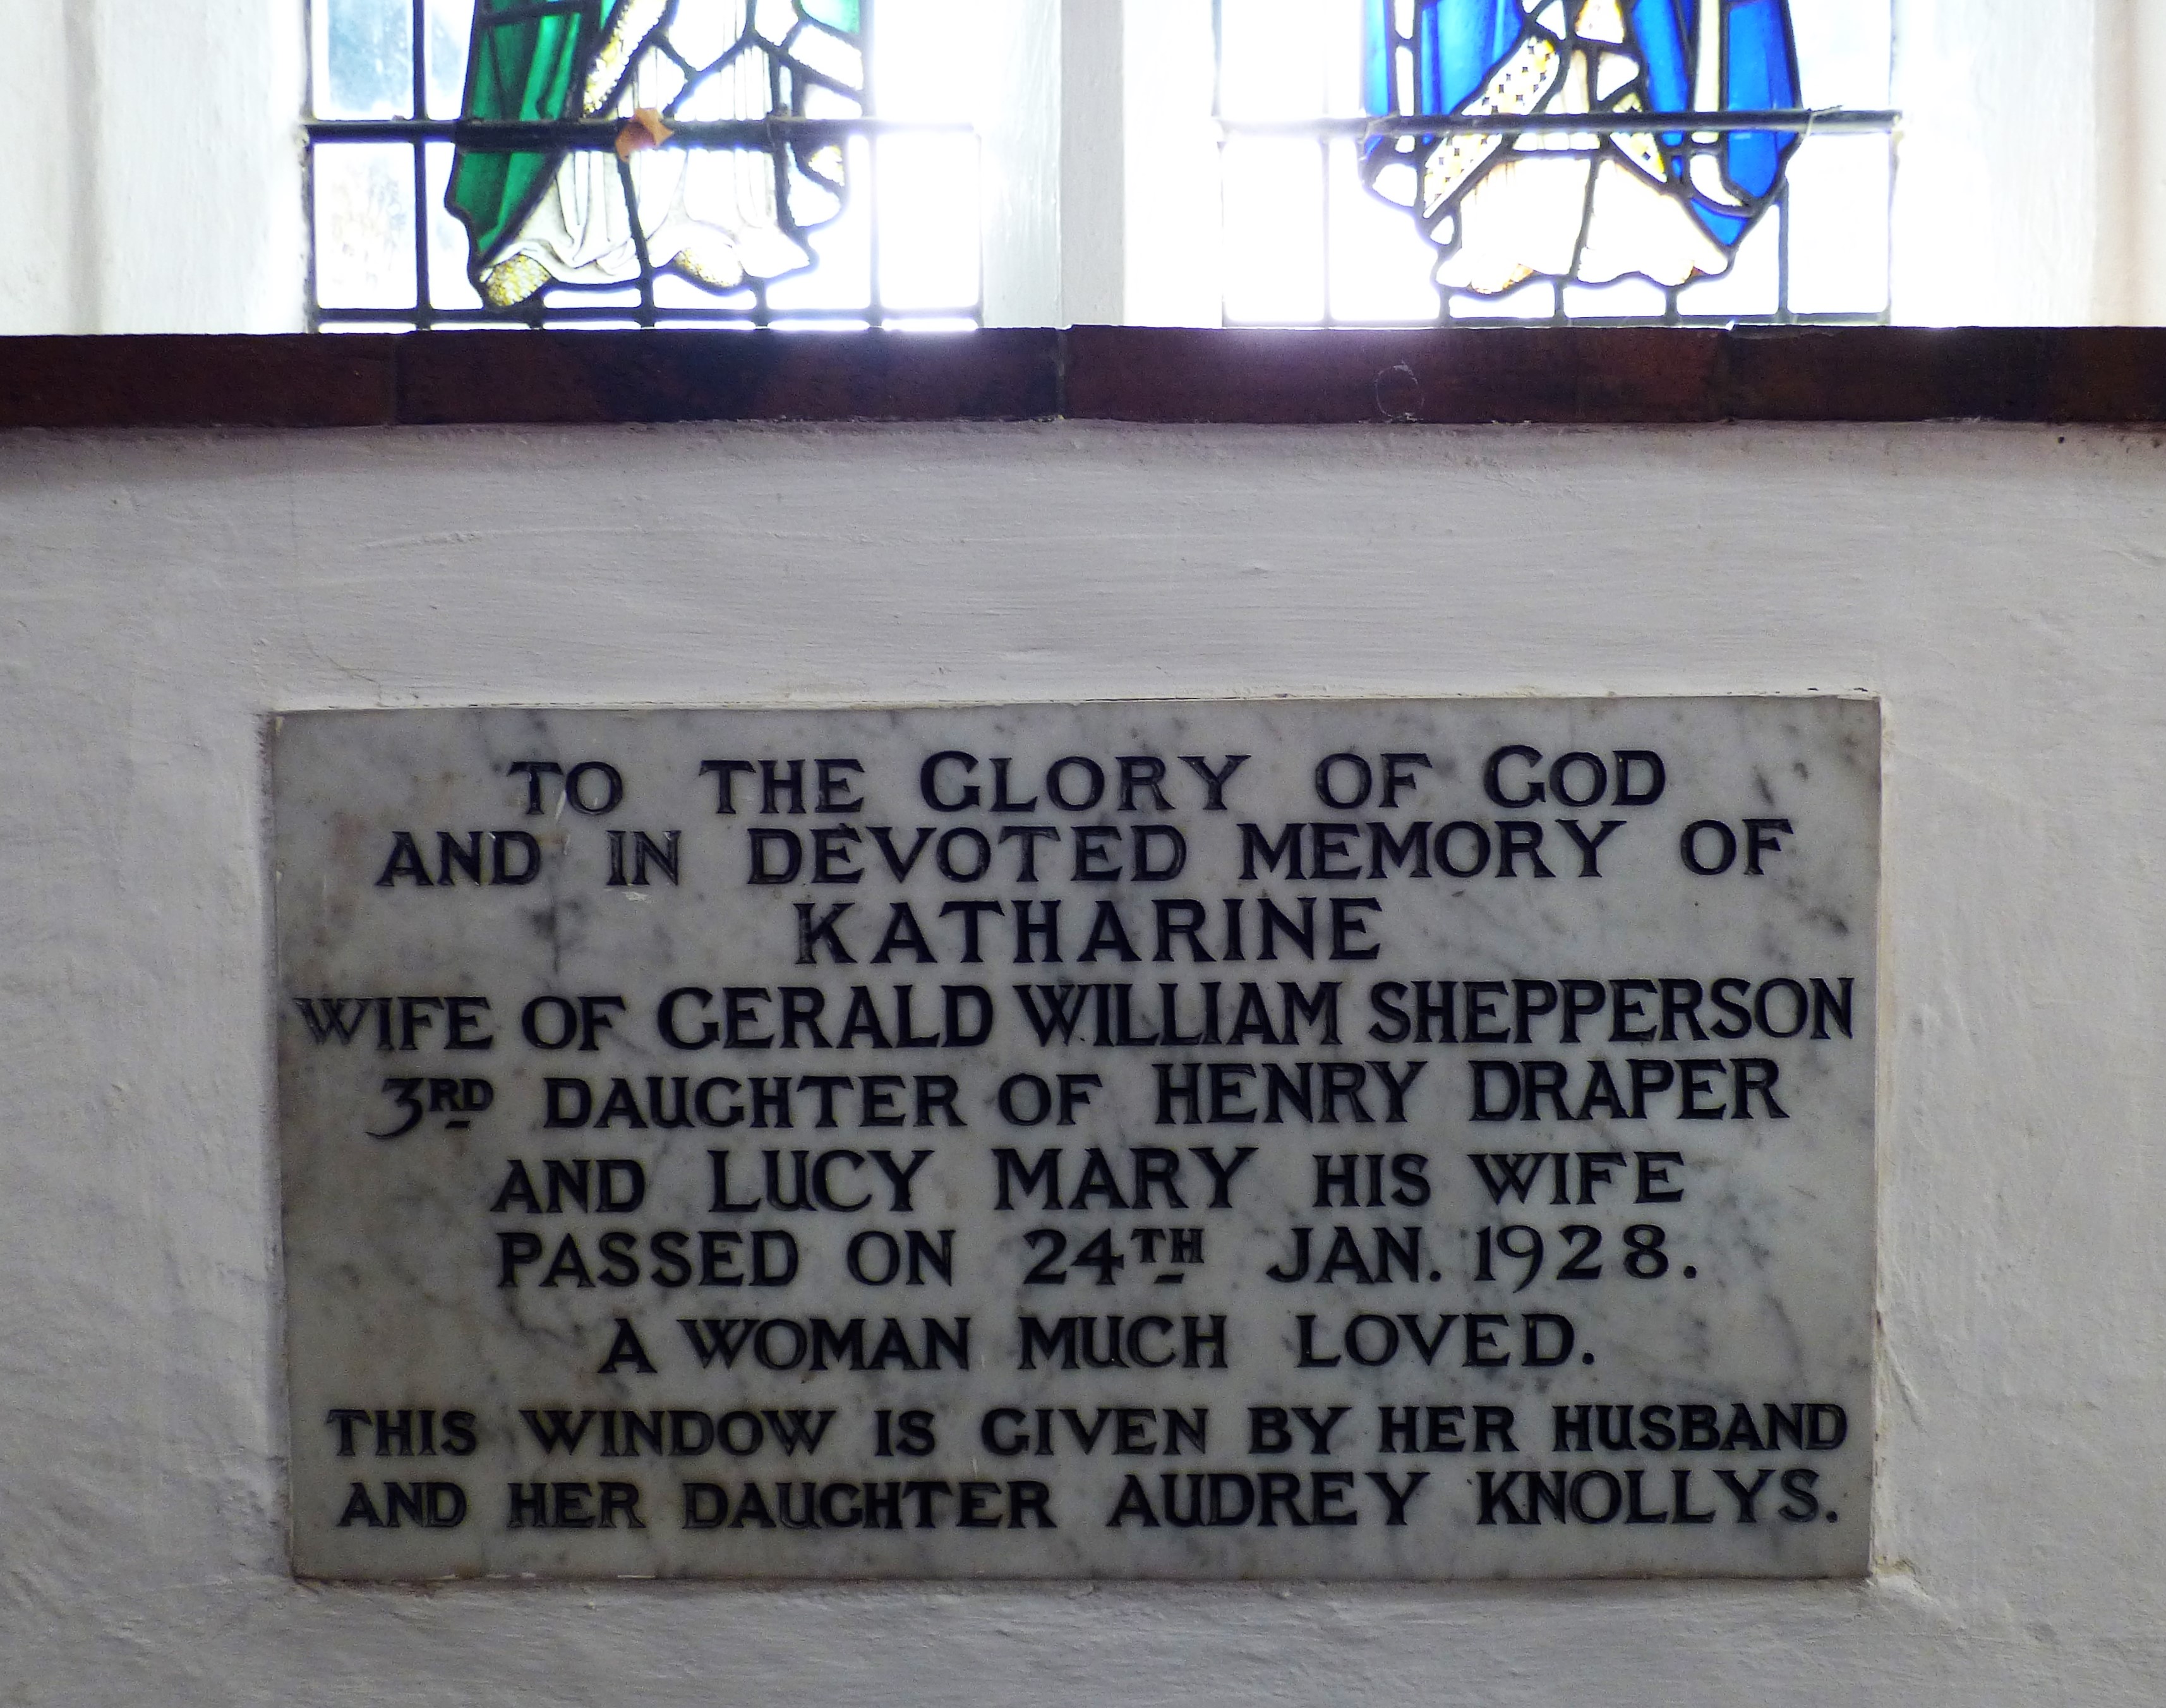 TO THE GLORY OF GOD
AND IN DEVOTED MEMORY OF
KATHARINE
WIFE OF GERALD WILLIAM SHEPPERSON
3RD DAUGHTER OF HENRY DRAPER
AND LUCY MARY HIS WIFE
PASSED ON 24TH JAN. 1928.
A WOMAN MUCH LOVED.
THIS WINDOW IS GIVEN BY HER HUSBAND
AND HER DAUGHTER AUDREY KNOLLYS.